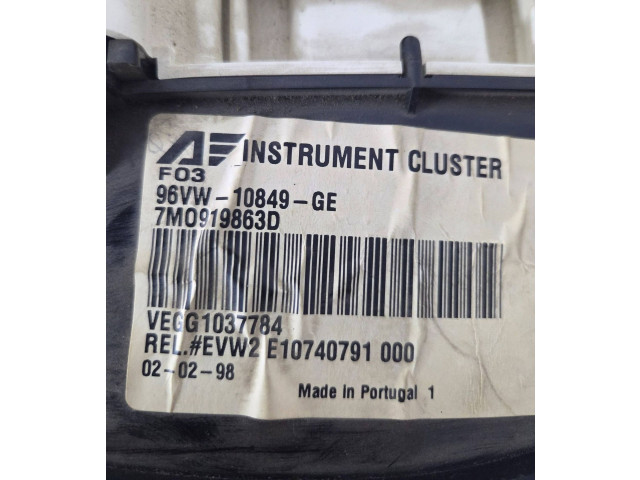 AE INSTRUMENT CLUSTER
F03
96VW-10849-GE
7M0919863D
VEGG1037784
REL.#EVW2 E10740791 000
02-02-98
Made in Portugal 1